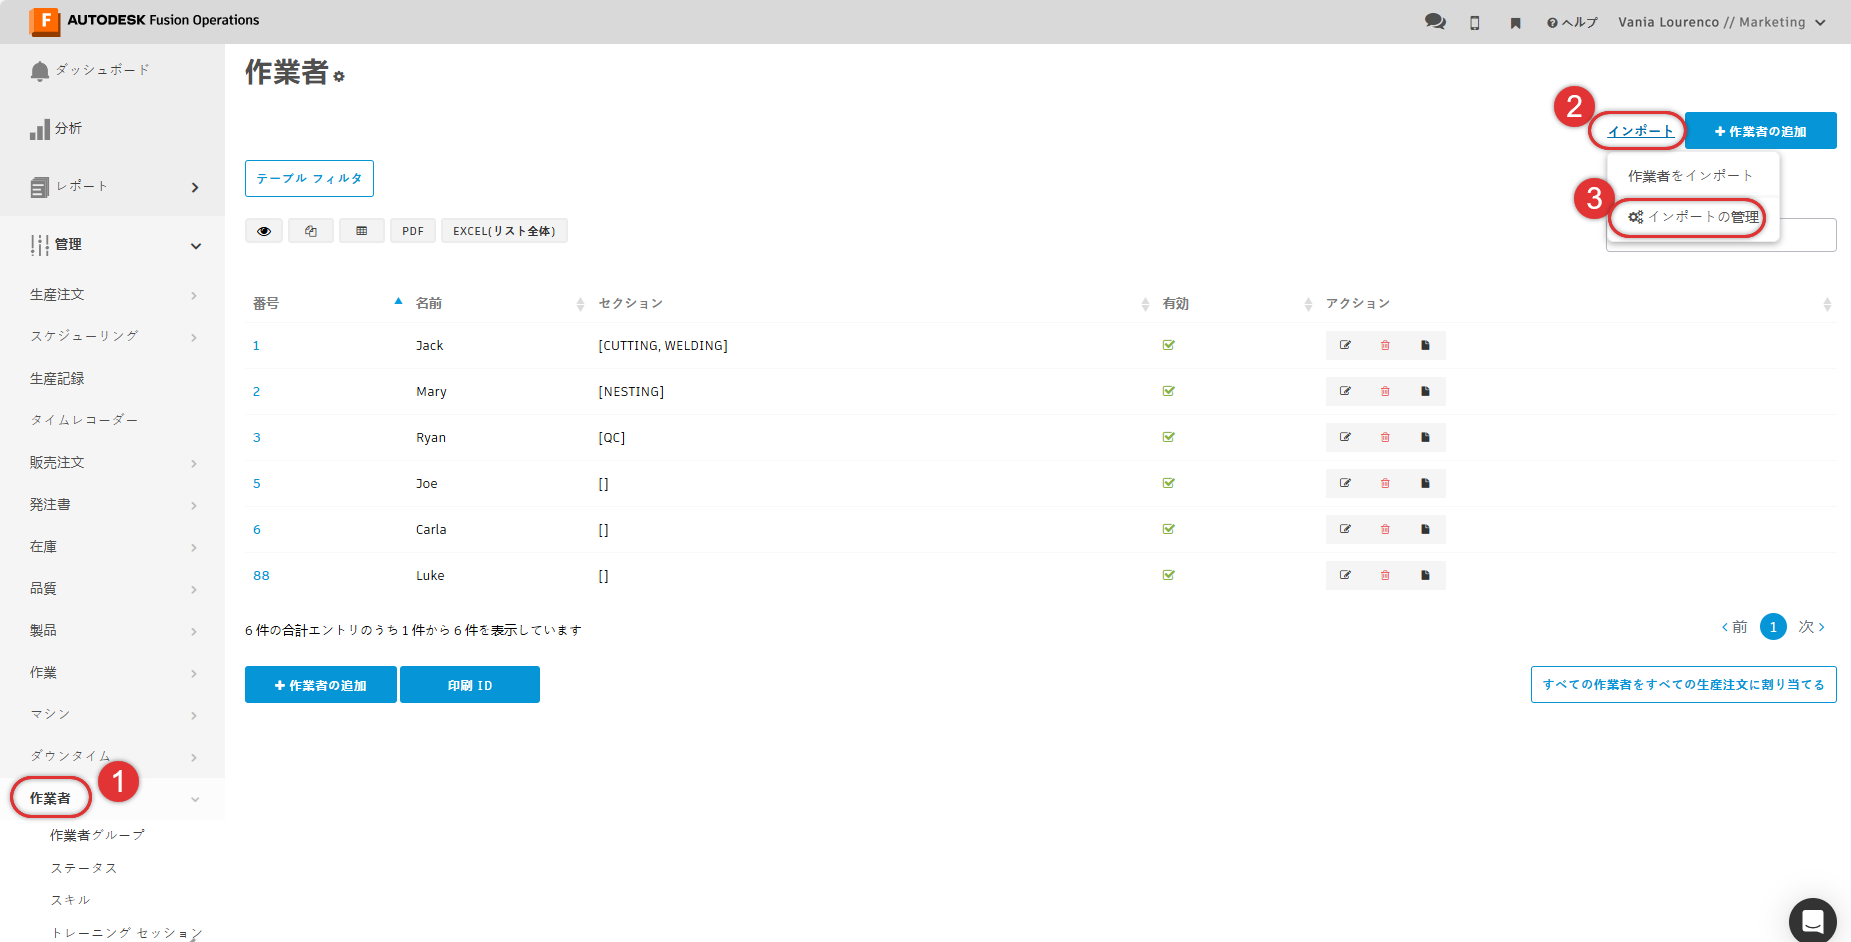 F AUTODESK Fusion Operations
ヘルプ
Vania Lourenco // Marketing
ダッシュボード
分析
レポート
管理
生産注文
スケジューリング
生産記録
タイムレコーダー
販売注文
発注書
在庫
品質
製品
作業
マシン
ダウンタイム
作業者
1
作業者グループ
ステータス
スキル
トレーニング セッション
作業者
2
インポート
+ 作業者の追加
作業者をインポート
3
インポートの管理
テーブル フィルタ
PDF
EXCEL(リスト全体)
番号 名前 セクション 有効 アクション
1 Jack [CUTTING, WELDING]
2 Mary [NESTING]
3 Ryan [QC]
5 Joe []
6 Carla []
88 Luke []
6 件の合計エントリのうち 1 件から 6 件を表示しています
前 1 次
+ 作業者の追加
印刷 ID
すべての作業者をすべての生産注文に割り当てる